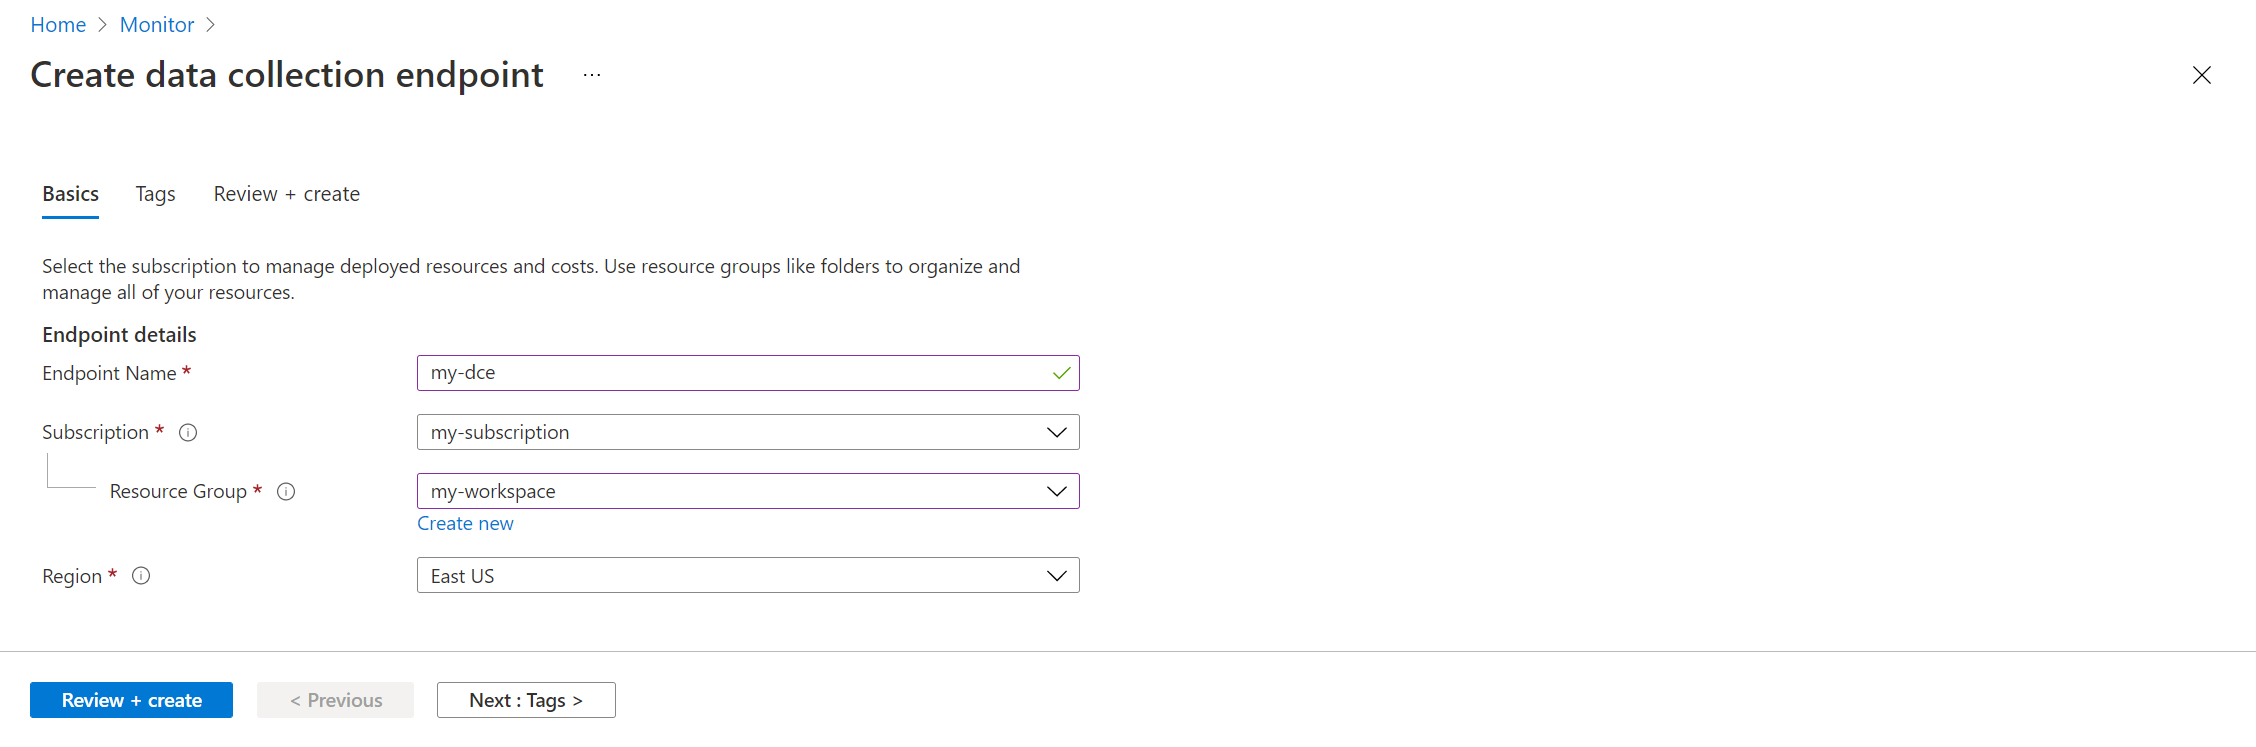 Home > Monitor >
Create data collection endpoint ...
Basics Tags Review + create
Select the subscription to manage deployed resources and costs. Use resource groups like folders to organize and
manage all of your resources.
Endpoint details
Endpoint Name * my-dce
Subscription * my-subscription
Resource Group * my-workspace
Create new
Region * East US
Review + create < Previous Next : Tags >